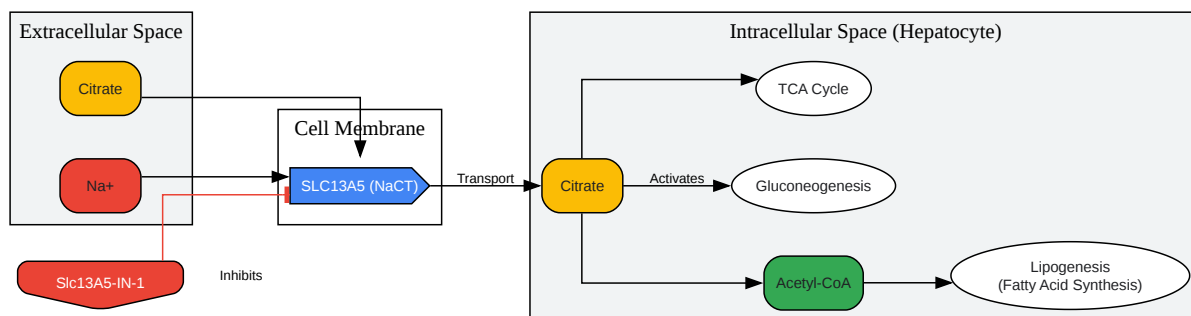 Extracellular Space
Citrate
Na+
Slc13A5-IN-1
Inhibits
Cell Membrane
SLC13A5 (NaCT)
Transport
Intracellular Space (Hepatocyte)
Citrate
Activates
TCA Cycle
Gluconeogenesis
Acetyl-CoA
Lipogenesis
(Fatty Acid Synthesis)